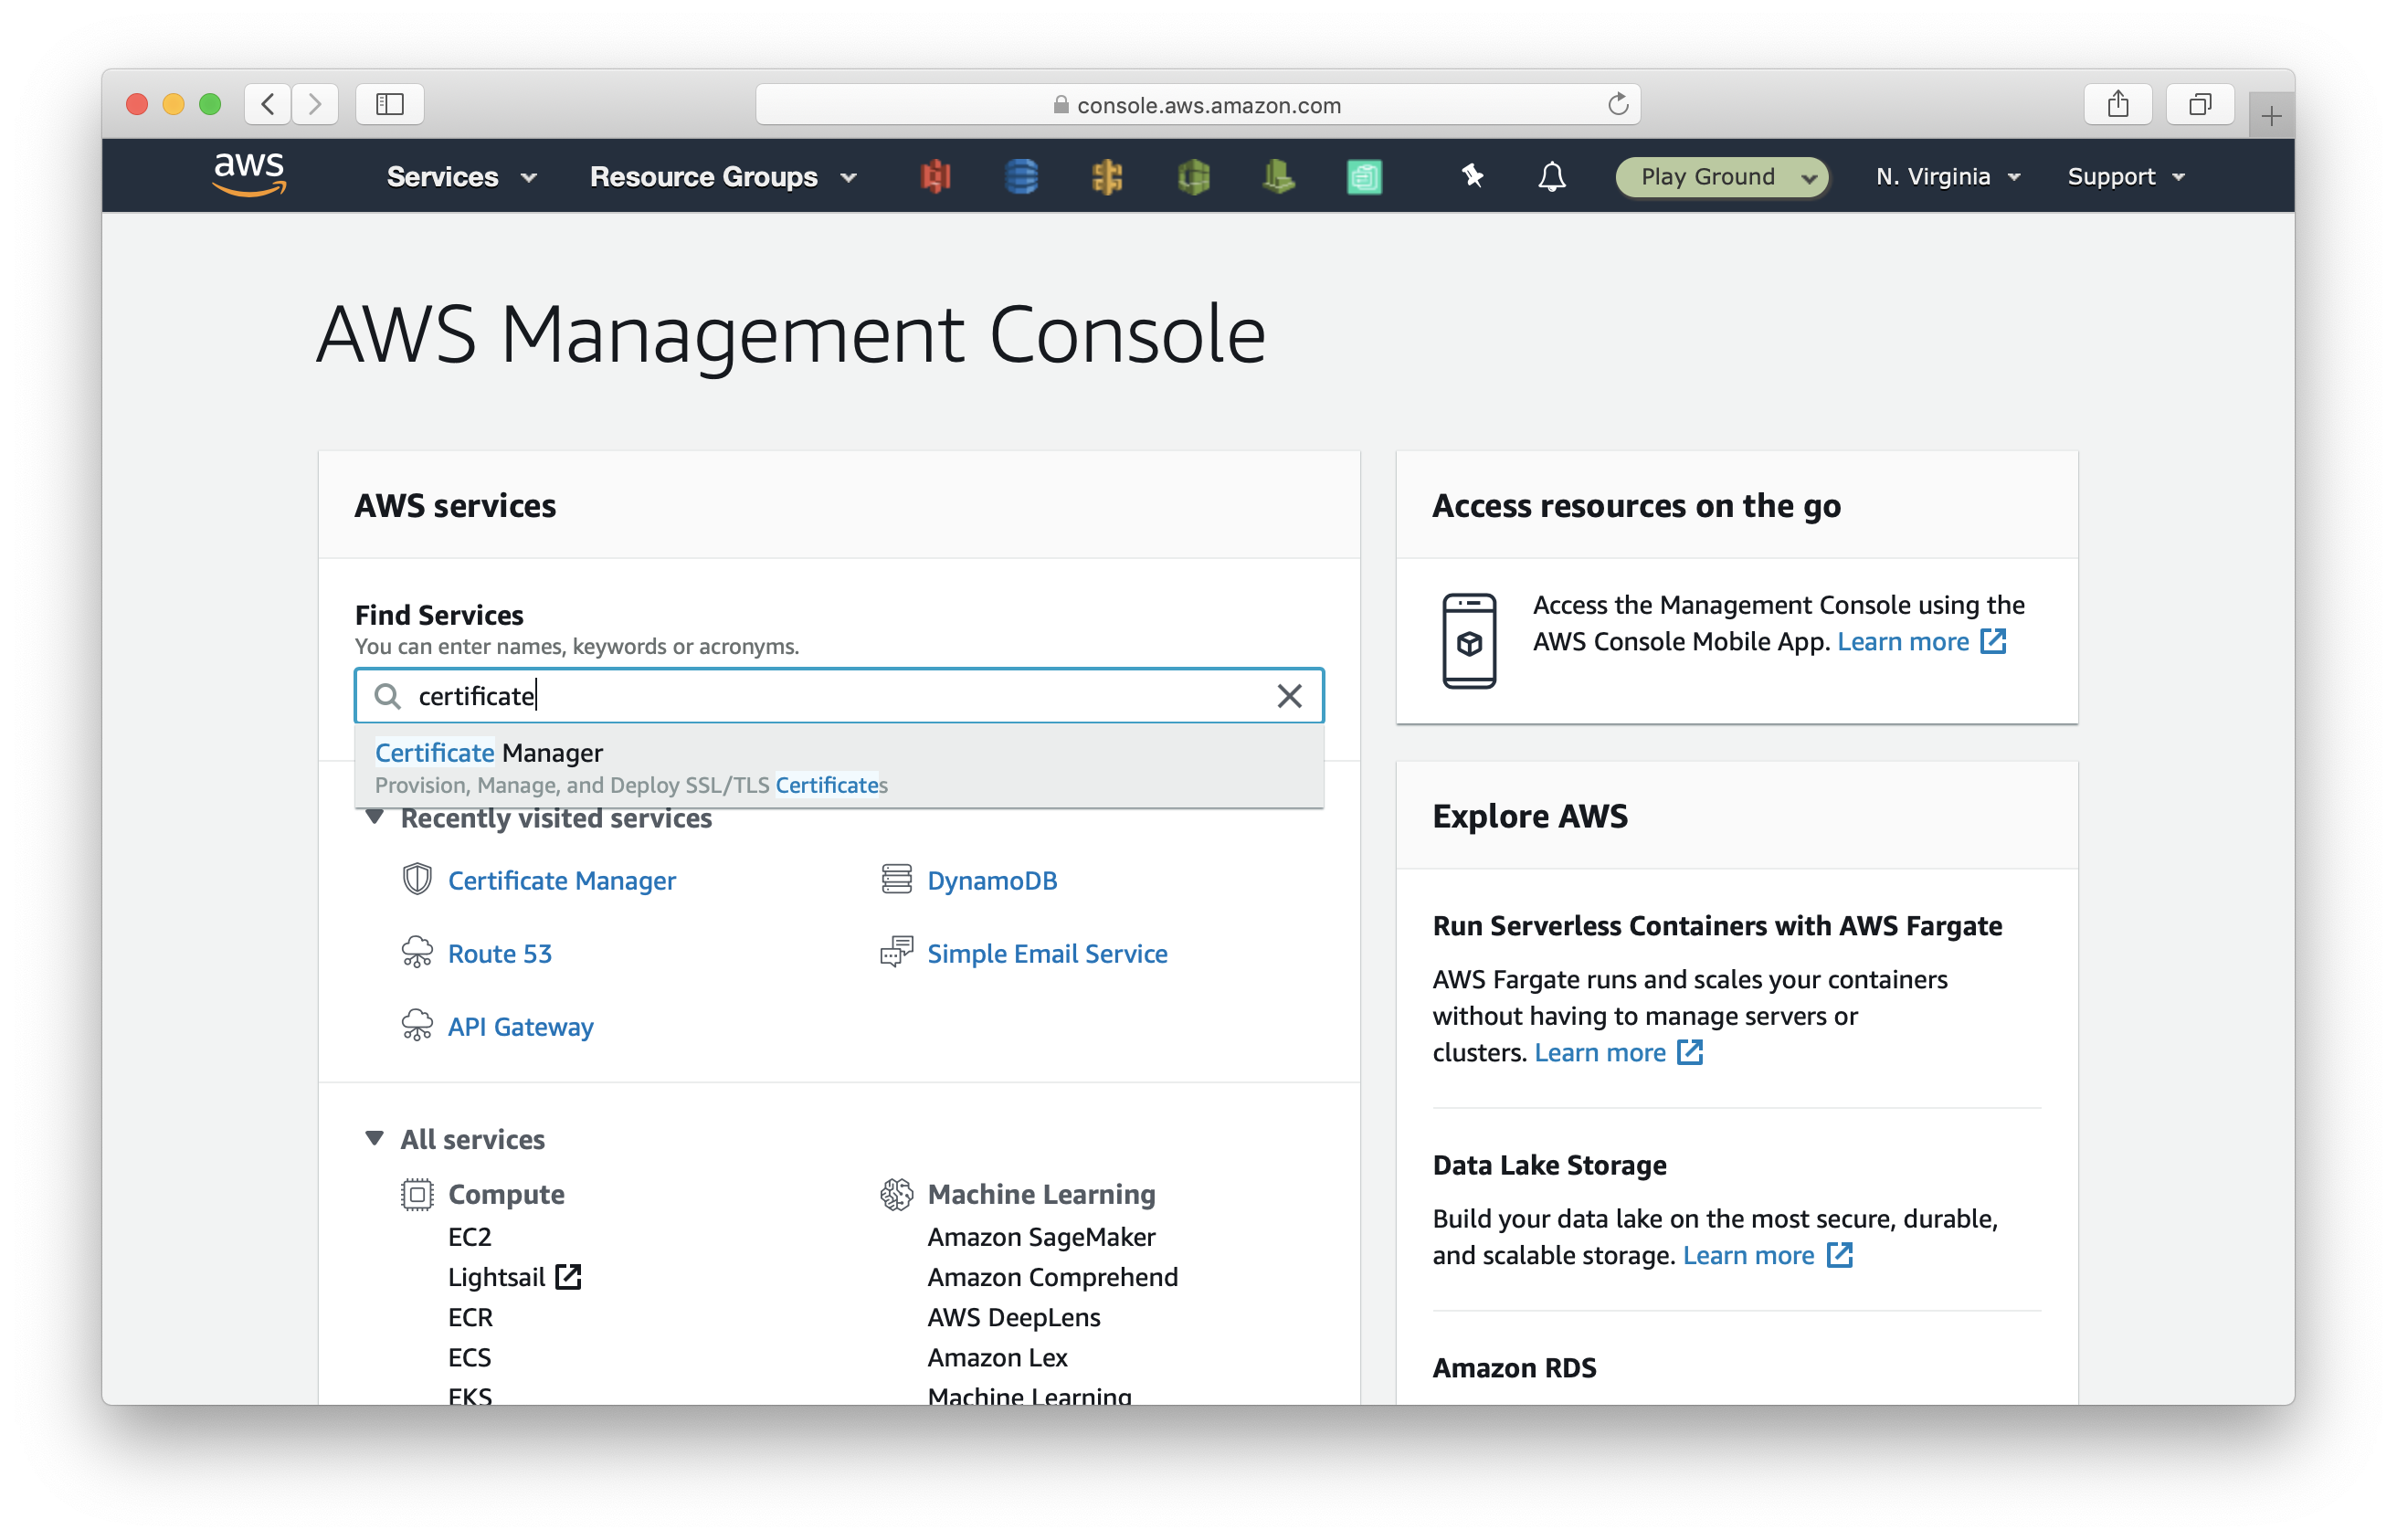 console.aws.amazon.com
aws
Services
Resource Groups
Play Ground
N. Virginia
Support
AWS Management Console
AWS services
Find Services
You can enter names, keywords or acronyms.
certificate
Certificate Manager
Provision, Manage, and Deploy SSL/TLS Certificates
Recently visited services
Certificate Manager
DynamoDB
Route 53
Simple Email Service
API Gateway
All services
Compute
EC2
Lightsail
ECR
ECS
EKS
Machine Learning
Amazon SageMaker
Amazon Comprehend
AWS DeepLens
Amazon Lex
Machine Learning
Access resources on the go
Access the Management Console using the
AWS Console Mobile App. Learn more
Explore AWS
Run Serverless Containers with AWS Fargate
AWS Fargate runs and scales your containers
without having to manage servers or
clusters. Learn more
Data Lake Storage
Build your data lake on the most secure, durable,
and scalable storage. Learn more
Amazon RDS